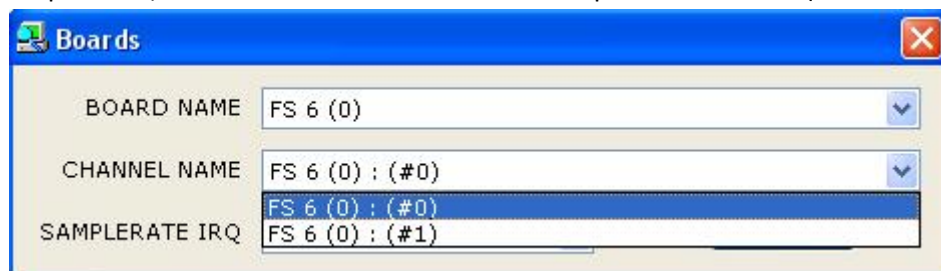 Boards
BOARD NAME FS 6 (0)
CHANNEL NAME FS 6 (0) : (#0)
FS 6 (0) : (#0)
SAMPLERATE IRQ FS 6 (0) : (#1)